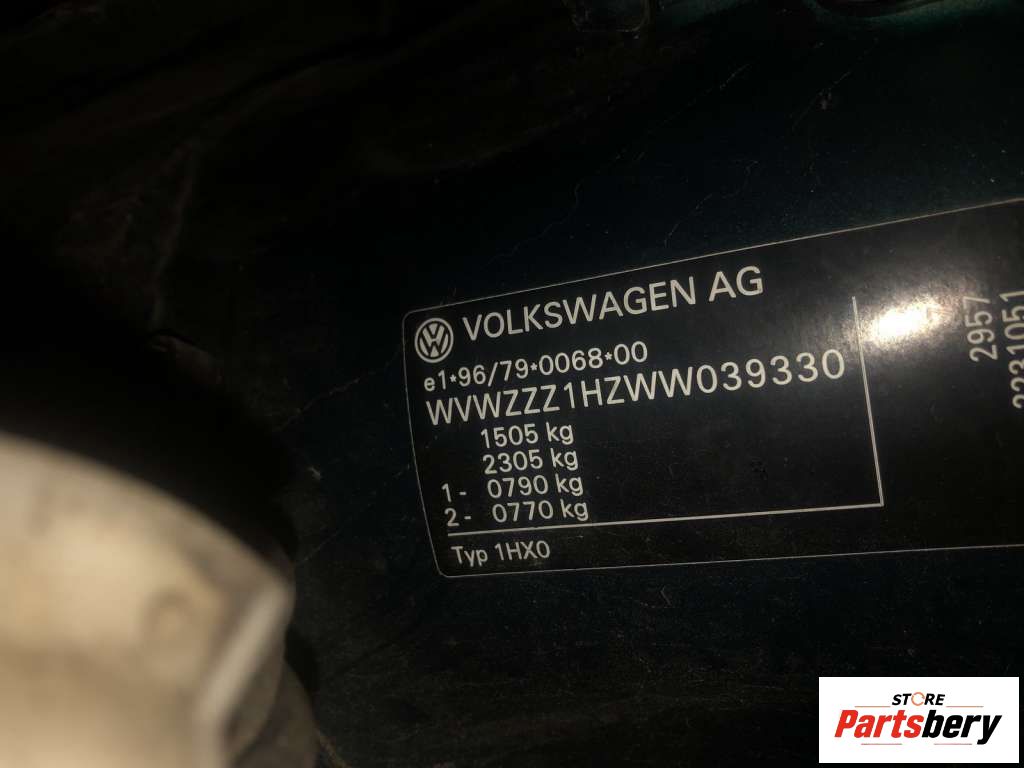 VOLKSWAGEN AG
e1*96/79*0068*00
WVWZZZ1HZWW039330
1505 kg
2305 kg
1- 0790 kg
2- 0770 kg
Typ 1HX0
2957
STORE
Partsbery